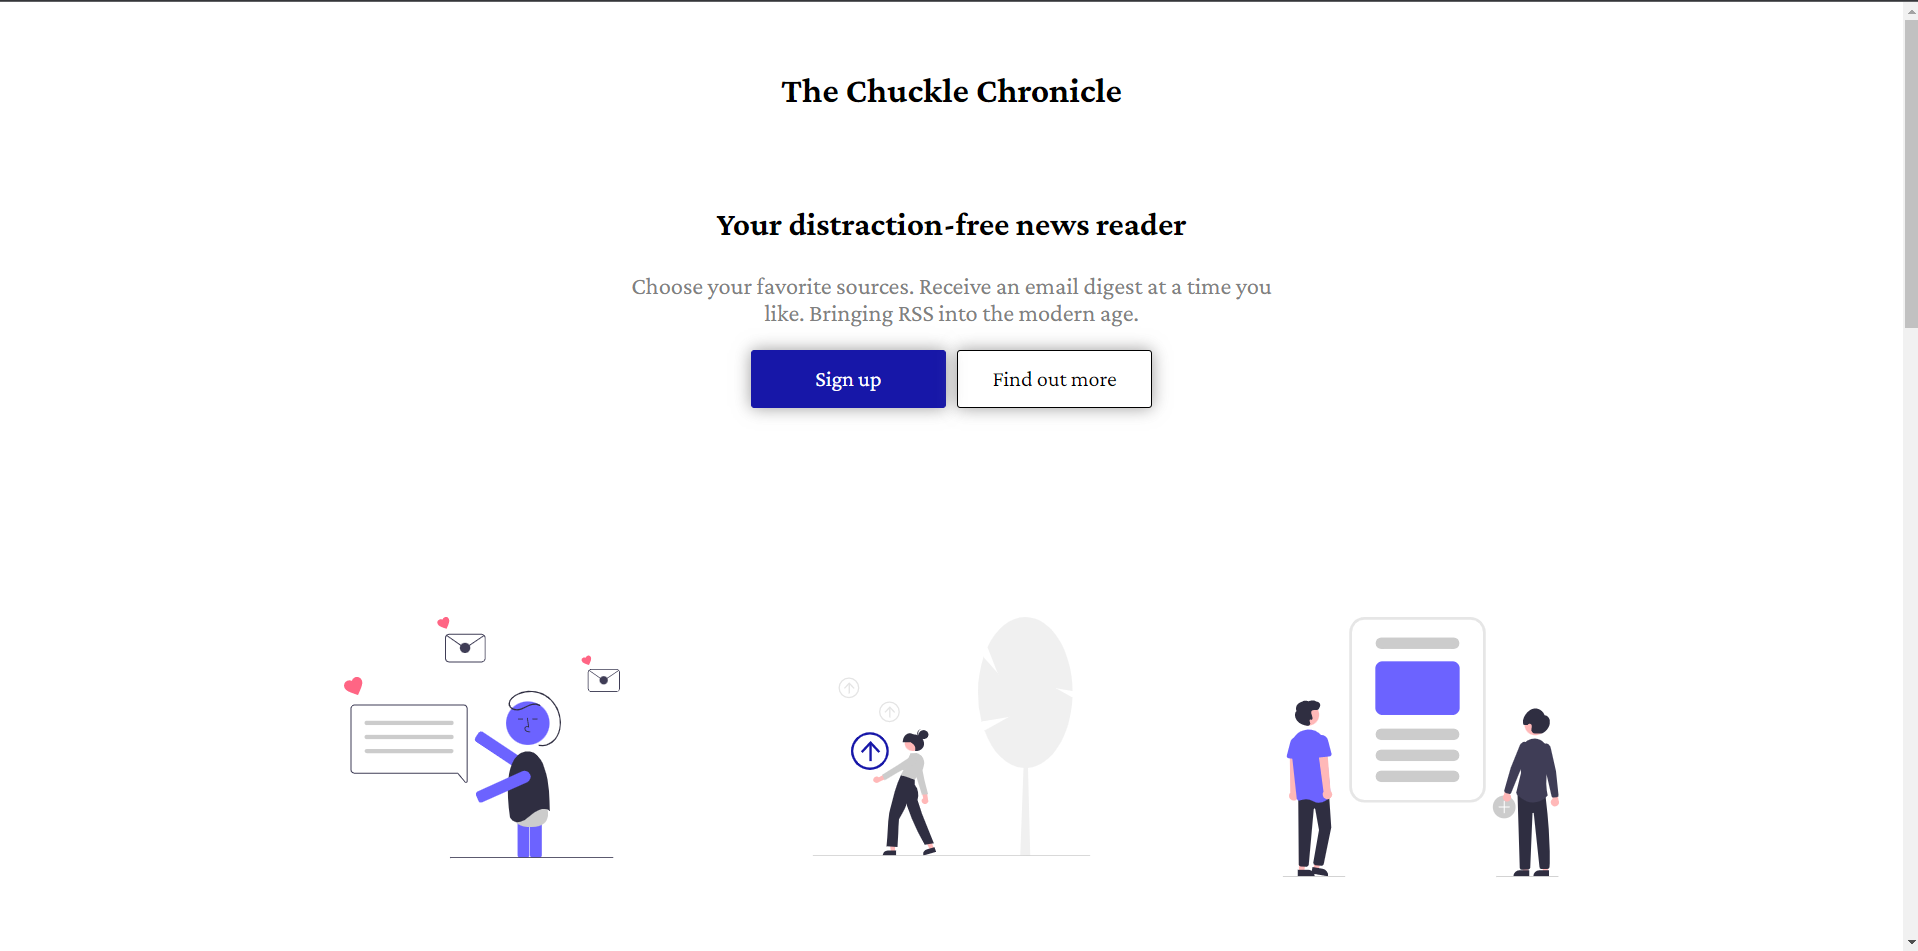 The Chuckle Chronicle
Your distraction-free news reader
Choose your favorite sources. Receive an email digest at a time you
like. Bringing RSS into the modern age.
Sign up
Find out more